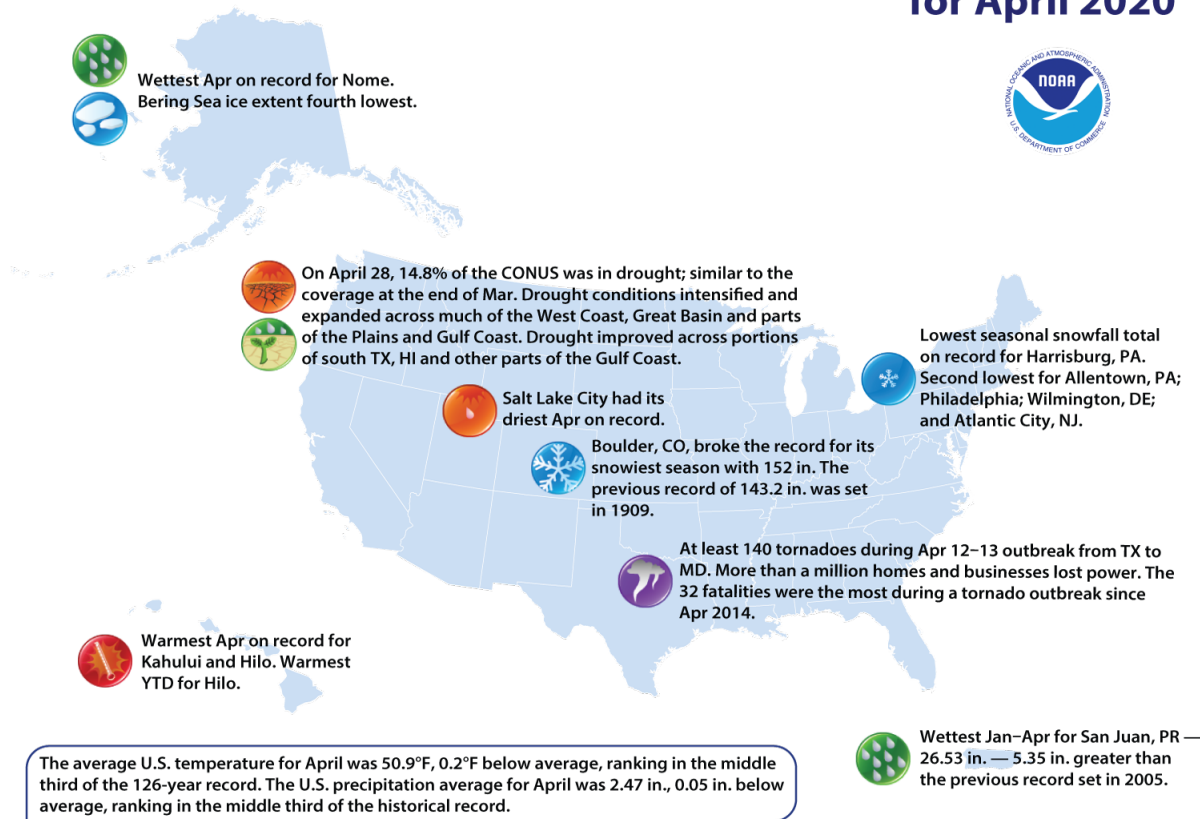 for April 2020
NATIONAL OCEANIC AND ATMOSPHERIC ADMINISTRATION
NOAA
U.S. DEPARTMENT OF COMMERCE
Wettest Apr on record for Nome.
Bering Sea ice extent fourth lowest.
On April 28, 14.8% of the CONUS was in drought; similar to the
coverage at the end of Mar. Drought conditions intensified and
expanded across much of the West Coast, Great Basin and parts
of the Plains and Gulf Coast. Drought improved across portions
of south TX, HI and other parts of the Gulf Coast.
Lowest seasonal snowfall total
on record for Harrisburg, PA.
Second lowest for Allentown, PA;
Philadelphia; Wilmington, DE;
and Atlantic City, NJ.
Salt Lake City had its
driest Apr on record.
Boulder, CO, broke the record for its
snowiest season with 152 in. The
previous record of 143.2 in. was set
in 1909.
At least 140 tornadoes during Apr 12–13 outbreak from TX to
MD. More than a million homes and businesses lost power. The
32 fatalities were the most during a tornado outbreak since
Apr 2014.
Warmest Apr on record for
Kahului and Hilo. Warmest
YTD for Hilo.
Wettest Jan–Apr for San Juan, PR —
26.53 in. — 5.35 in. greater than
the previous record set in 2005.
The average U.S. temperature for April was 50.9°F, 0.2°F below average, ranking in the middle
third of the 126-year record. The U.S. precipitation average for April was 2.47 in., 0.05 in. below
average, ranking in the middle third of the historical record.